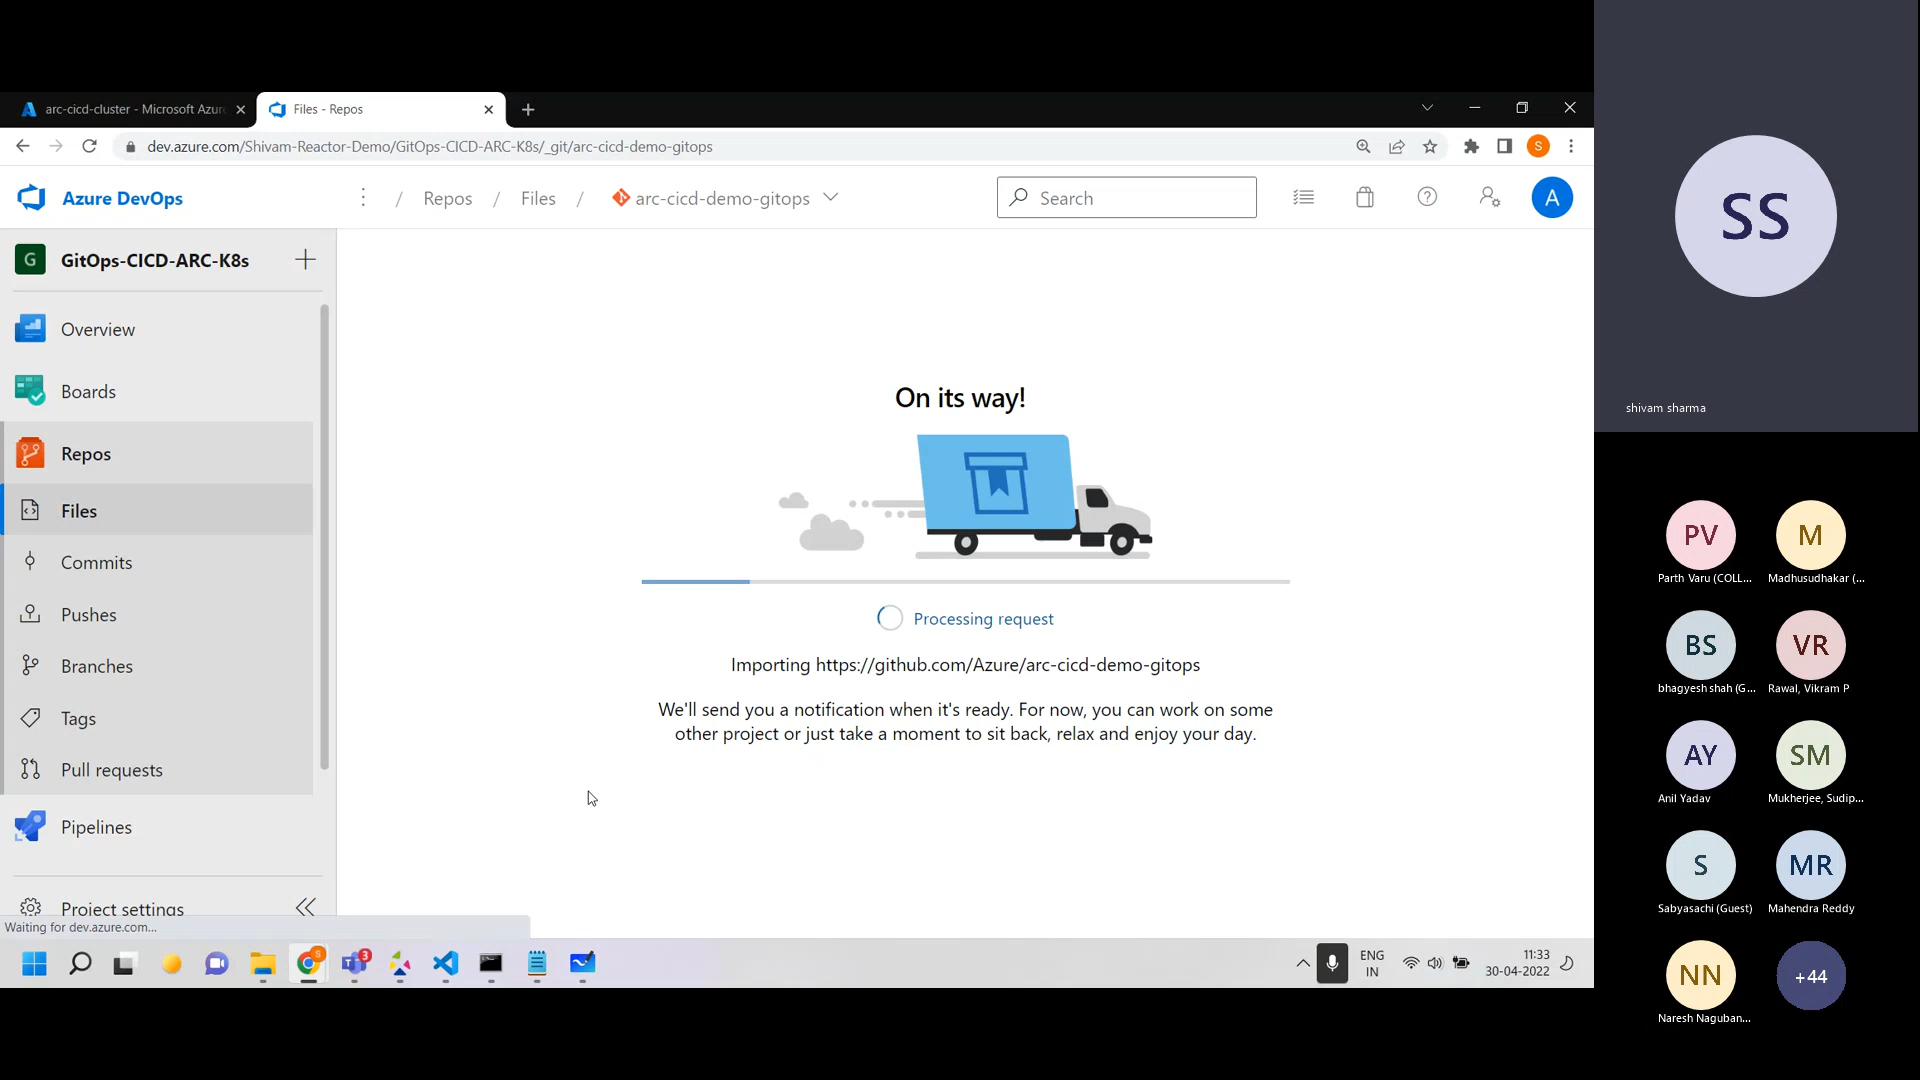 arc-cicd-cluster - Microsoft Azur
Files - Repos
dev.azure.com/Shivam-Reactor-Demo/GitOps-CICD-ARC-K8s/_git/arc-cicd-demo-gitops
S
Azure DevOps
/ Repos / Files / arc-cicd-demo-gitops
Search
A
G
GitOps-CICD-ARC-K8s
Overview
Boards
Repos
Files
Commits
Pushes
Branches
Tags
Pull requests
Pipelines
Project settings
Waiting for dev.azure.com...
On its way!
Processing request
Importing https://github.com/Azure/arc-cicd-demo-gitops
We'll send you a notification when it's ready. For now, you can work on some
other project or just take a moment to sit back, relax and enjoy your day.
S
3
ENG
IN
11:33
30-04-2022
SS
shivam sharma
PV
Parth Varu (COLL...
M
Madhusudhakar (...
BS
bhagyesh shah (G...
VR
Rawal, Vikram P
AY
Anil Yadav
SM
Mukherjee, Sudip...
S
Sabyasachi (Guest)
MR
Mahendra Reddy
NN
Naresh Naguban...
+44